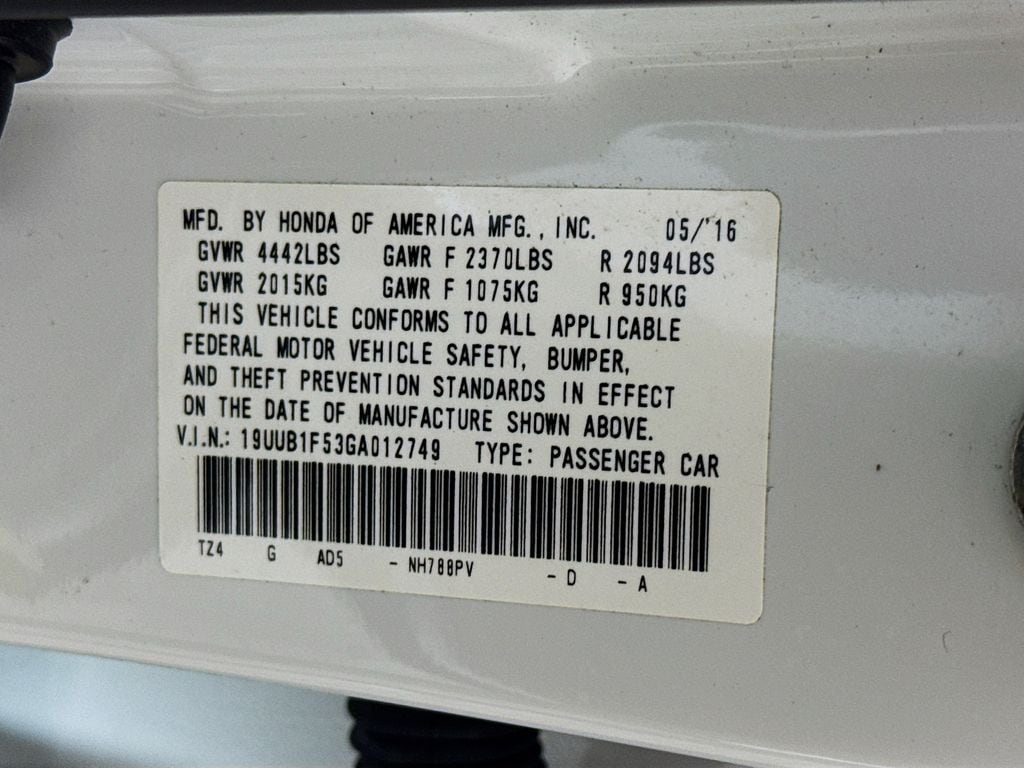 MFD. BY HONDA OF AMERICA MFG., INC. 05/'16
GVWR 4442LBS GAWR F 2370LBS R 2094LBS
GVWR 2015KG GAWR F 1075KG R 950KG
THIS VEHICLE CONFORMS TO ALL APPLICABLE
FEDERAL MOTOR VEHICLE SAFETY, BUMPER,
AND THEFT PREVENTION STANDARDS IN EFFECT
ON THE DATE OF MANUFACTURE SHOWN ABOVE.
V.I.N.: 19UUB1F53GA012749 TYPE: PASSENGER CAR
TZ4 G AD5 - NH788PV - D - A